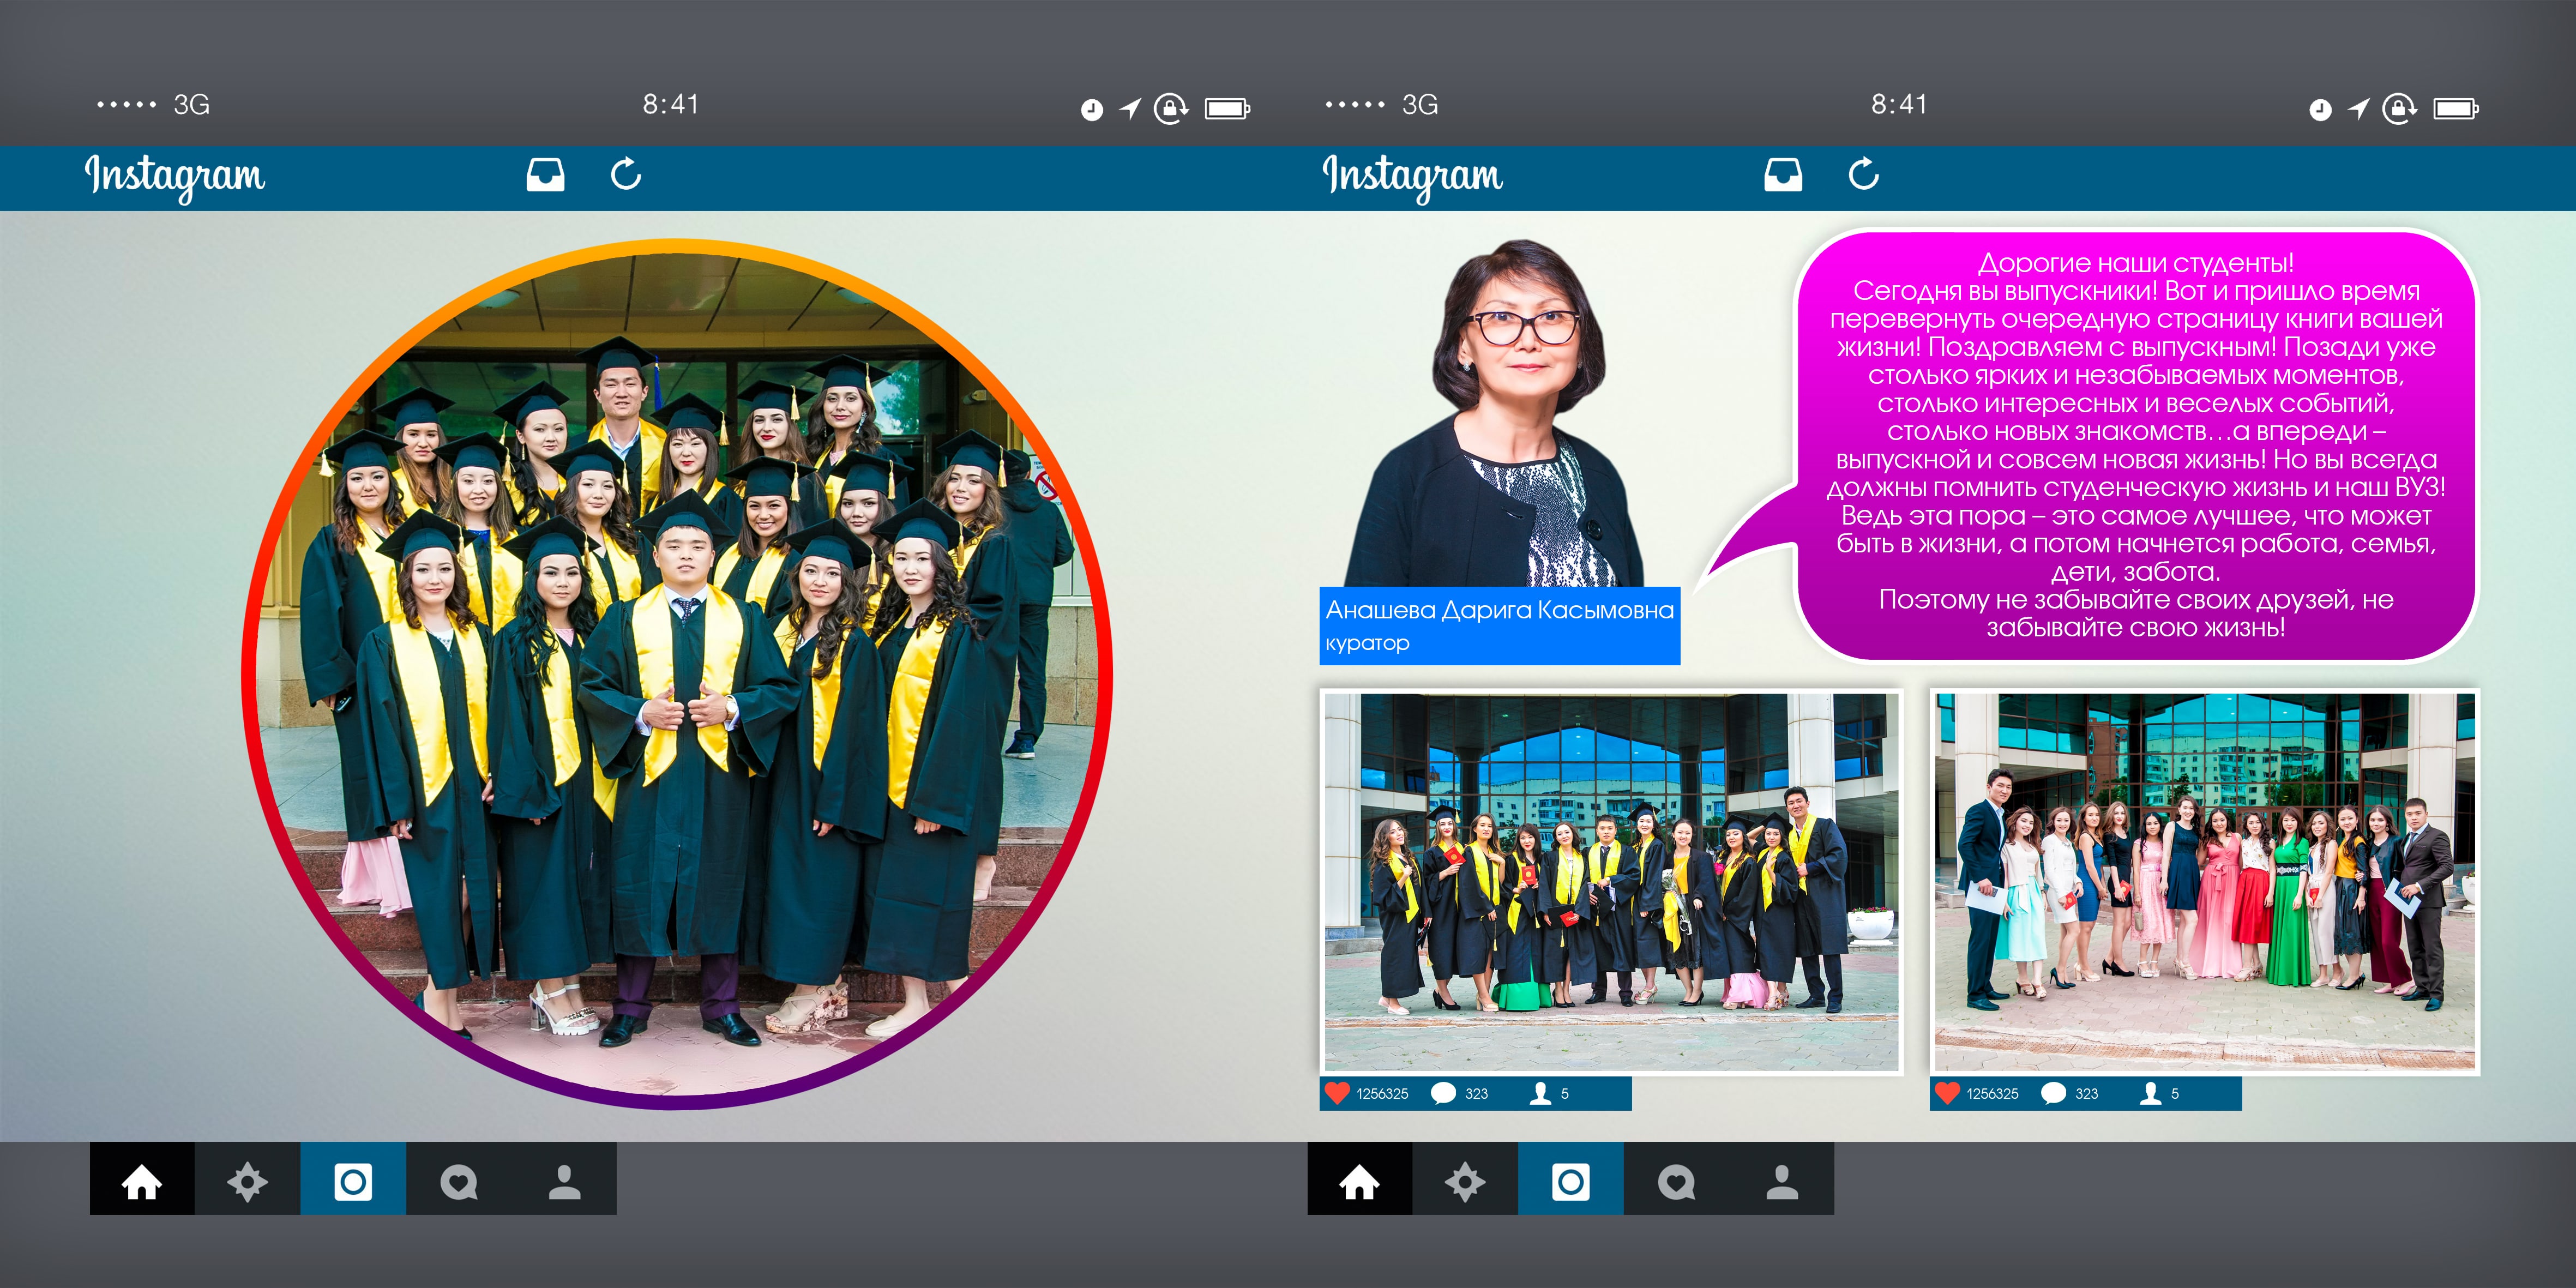 3G
8:41
Instagram
3G
8:41
Instagram
Дорогие наши студенты!
Сегодня вы выпускники! Вот и пришло время
перевернуть очередную страницу книги вашей
жизни! Поздравляем с выпускным! Позади уже
столько ярких и незабываемых моментов,
столько интересных и веселых событий,
столько новых знакомств...а впереди –
выпускной и совсем новая жизнь! Но вы всегда
должны помнить студенческую жизнь и наш ВУЗ!
Ведь эта пора – это самое лучшее, что может
быть в жизни, а потом начнется работа, семья,
дети, забота.
Поэтому не забывайте своих друзей, не
забывайте свою жизнь!
Анашева Дарига Касымовна
куратор
1256325 323 5
1256325 323 5